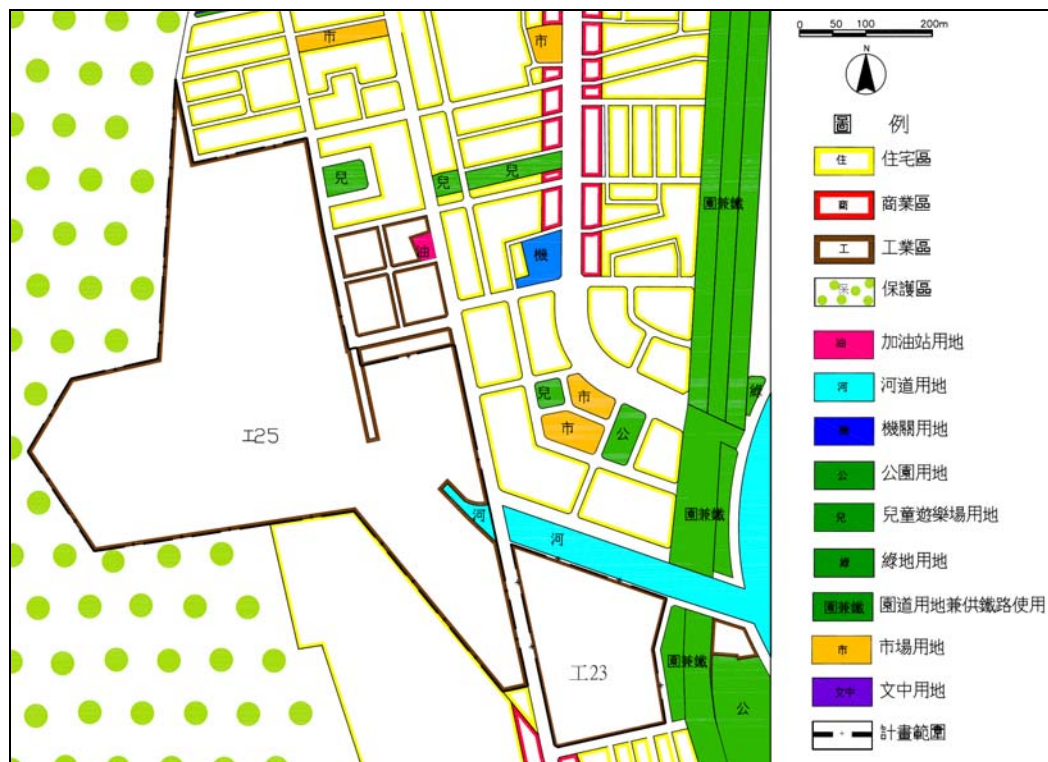 0 50 100 200m
N
圖 例
住 住宅區
商 商業區
工 工業區
保 保護區
油 加油站用地
河 河道用地
機 機關用地
公 公園用地
兒 兒童遊樂場用地
綠 綠地用地
園兼鐵 園道用地兼供鐵路使用
市 市場用地
文中 文中用地
計畫範圍
市
市
兒
兒
兒
園兼鐵
油
機
兒
市
綠
市
公
工25
河
河
園兼鐵
工23
園兼鐵
公